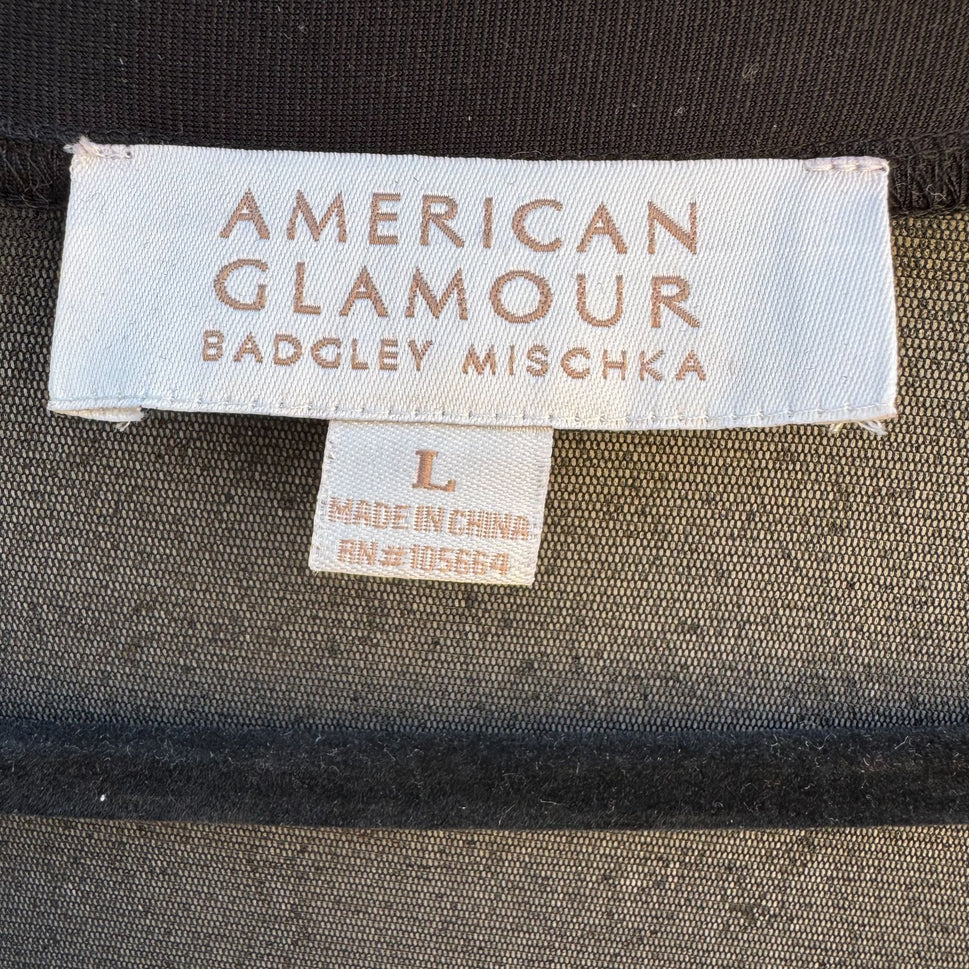 AMERICAN
GLAMOUR
BADGLEY MISCHKA
L
MADE IN CHINA
RN#105664